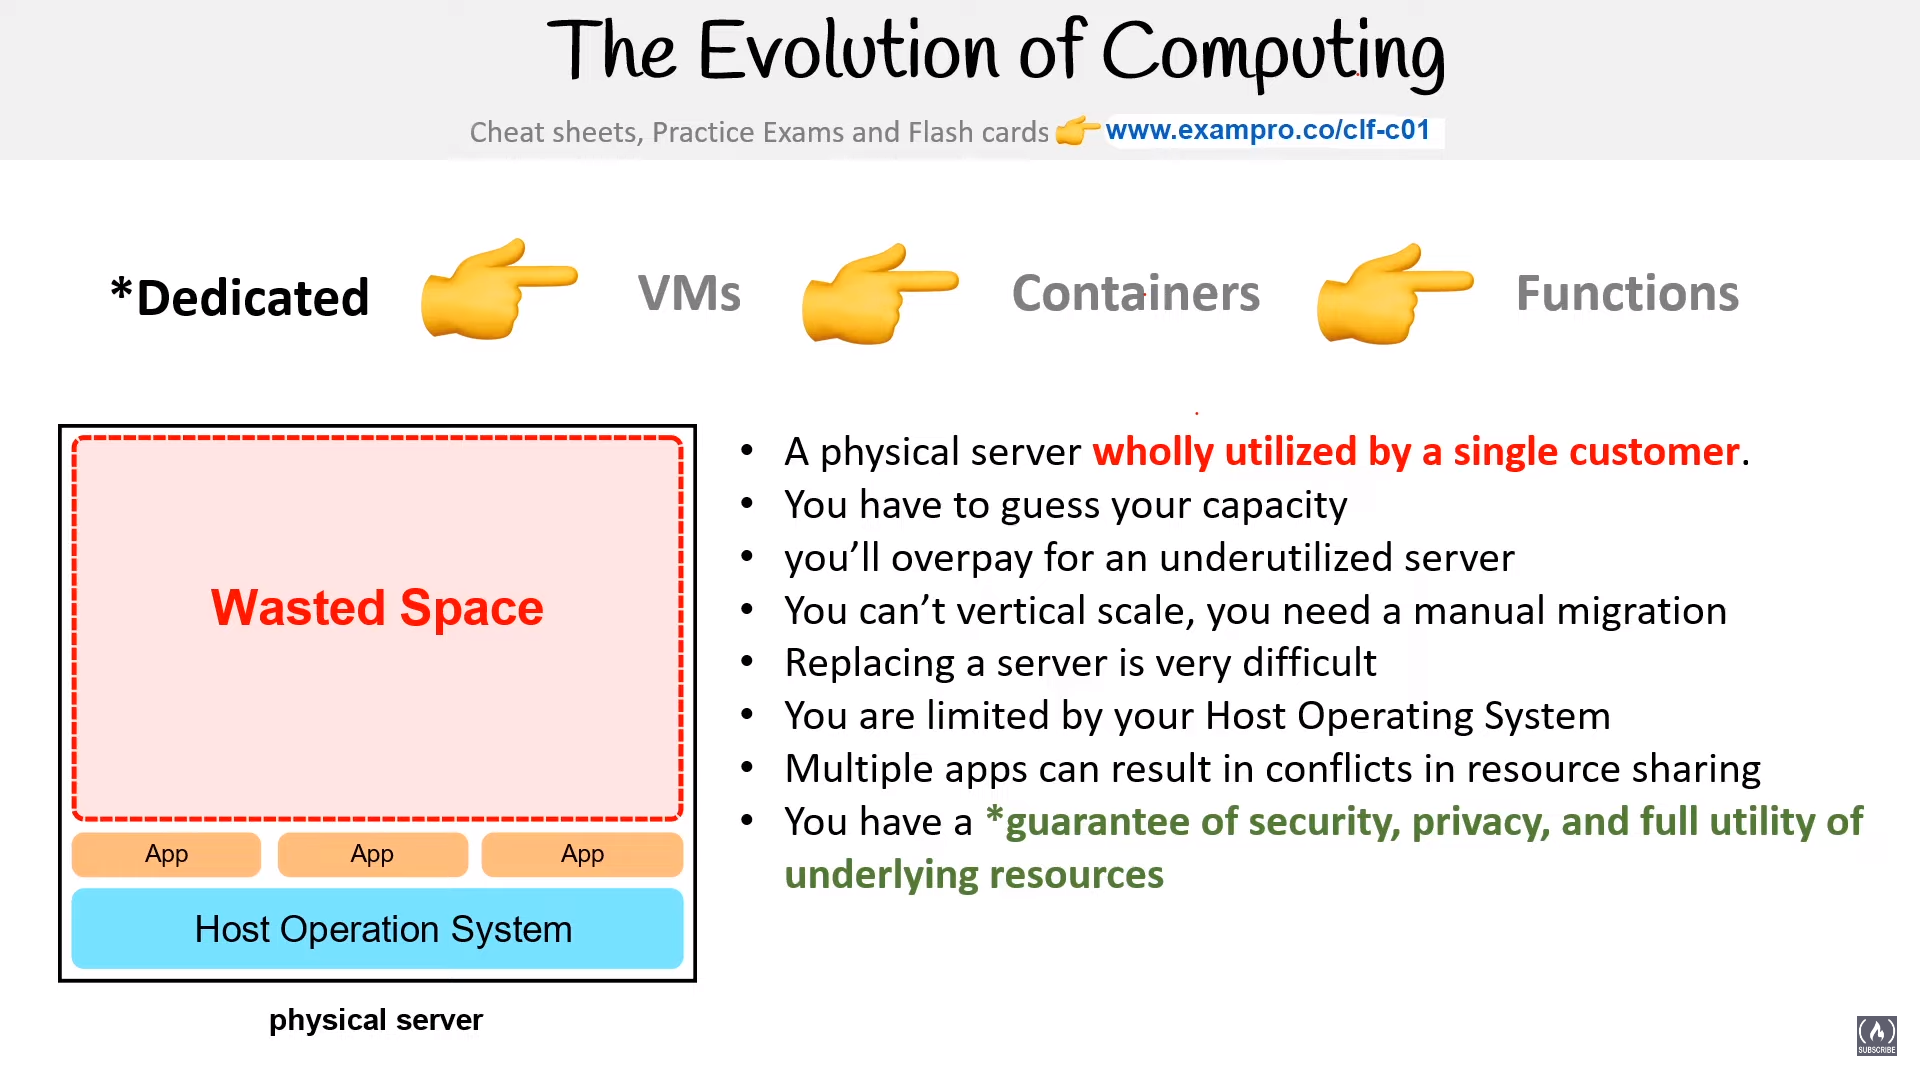 The Evolution of Computing
Cheat sheets, Practice Exams and Flash cards www.exampro.co/clf-c01
*Dedicated VMs Containers Functions
Wasted Space
App App App
Host Operation System
physical server
• A physical server wholly utilized by a single customer.
• You have to guess your capacity
• you’ll overpay for an underutilized server
• You can’t vertical scale, you need a manual migration
• Replacing a server is very difficult
• You are limited by your Host Operating System
• Multiple apps can result in conflicts in resource sharing
• You have a *guarantee of security, privacy, and full utility of
underlying resources
SUBSCRIBE